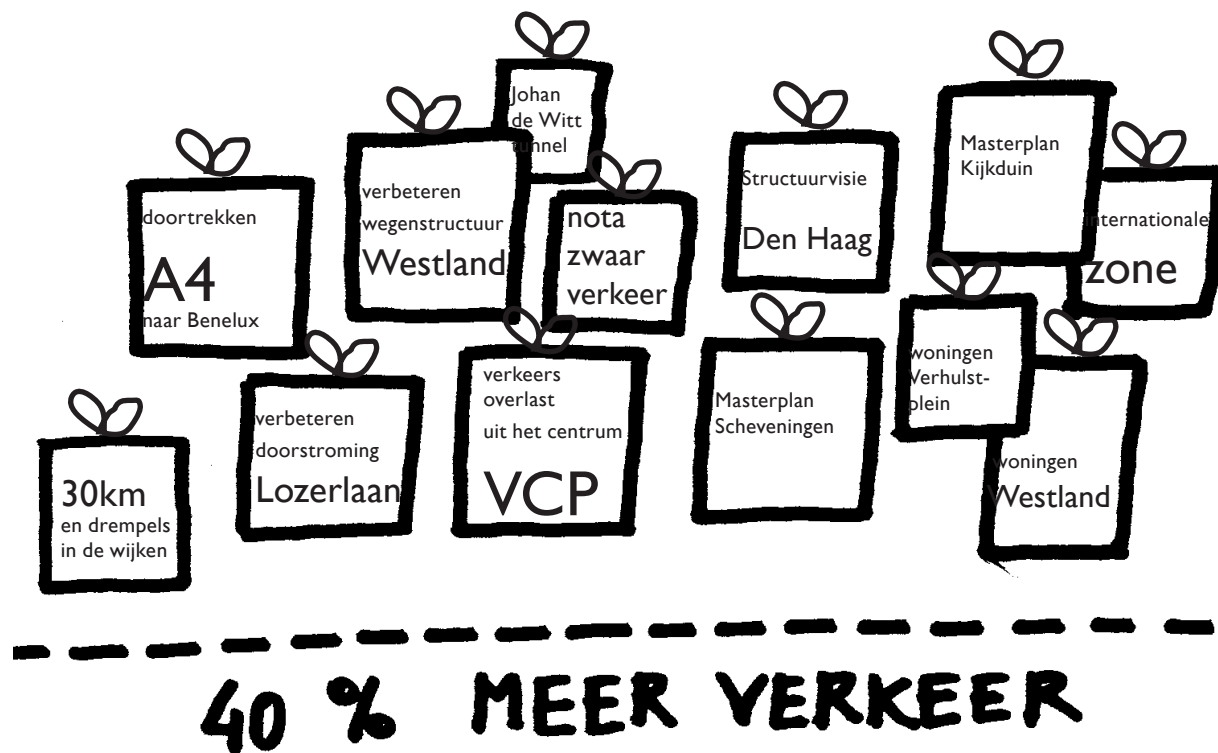 Johan
de Witt
tunnel
Masterplan
Kijkduin
verbeteren
wegenstructuur
Westland
Structuurvisie
Den Haag
doortrekken
A4
naar Benelux
nota
zwaar
verkeer
internationale
zone
woningen
Verhulst-
plein
verkeers
overlast
uit het centrum
VCP
Masterplan
Scheveningen
verbeteren
doorstroming
Lozerlaan
woningen
Westland
30km
en drempels
in de wijken
40 % MEER VERKEER